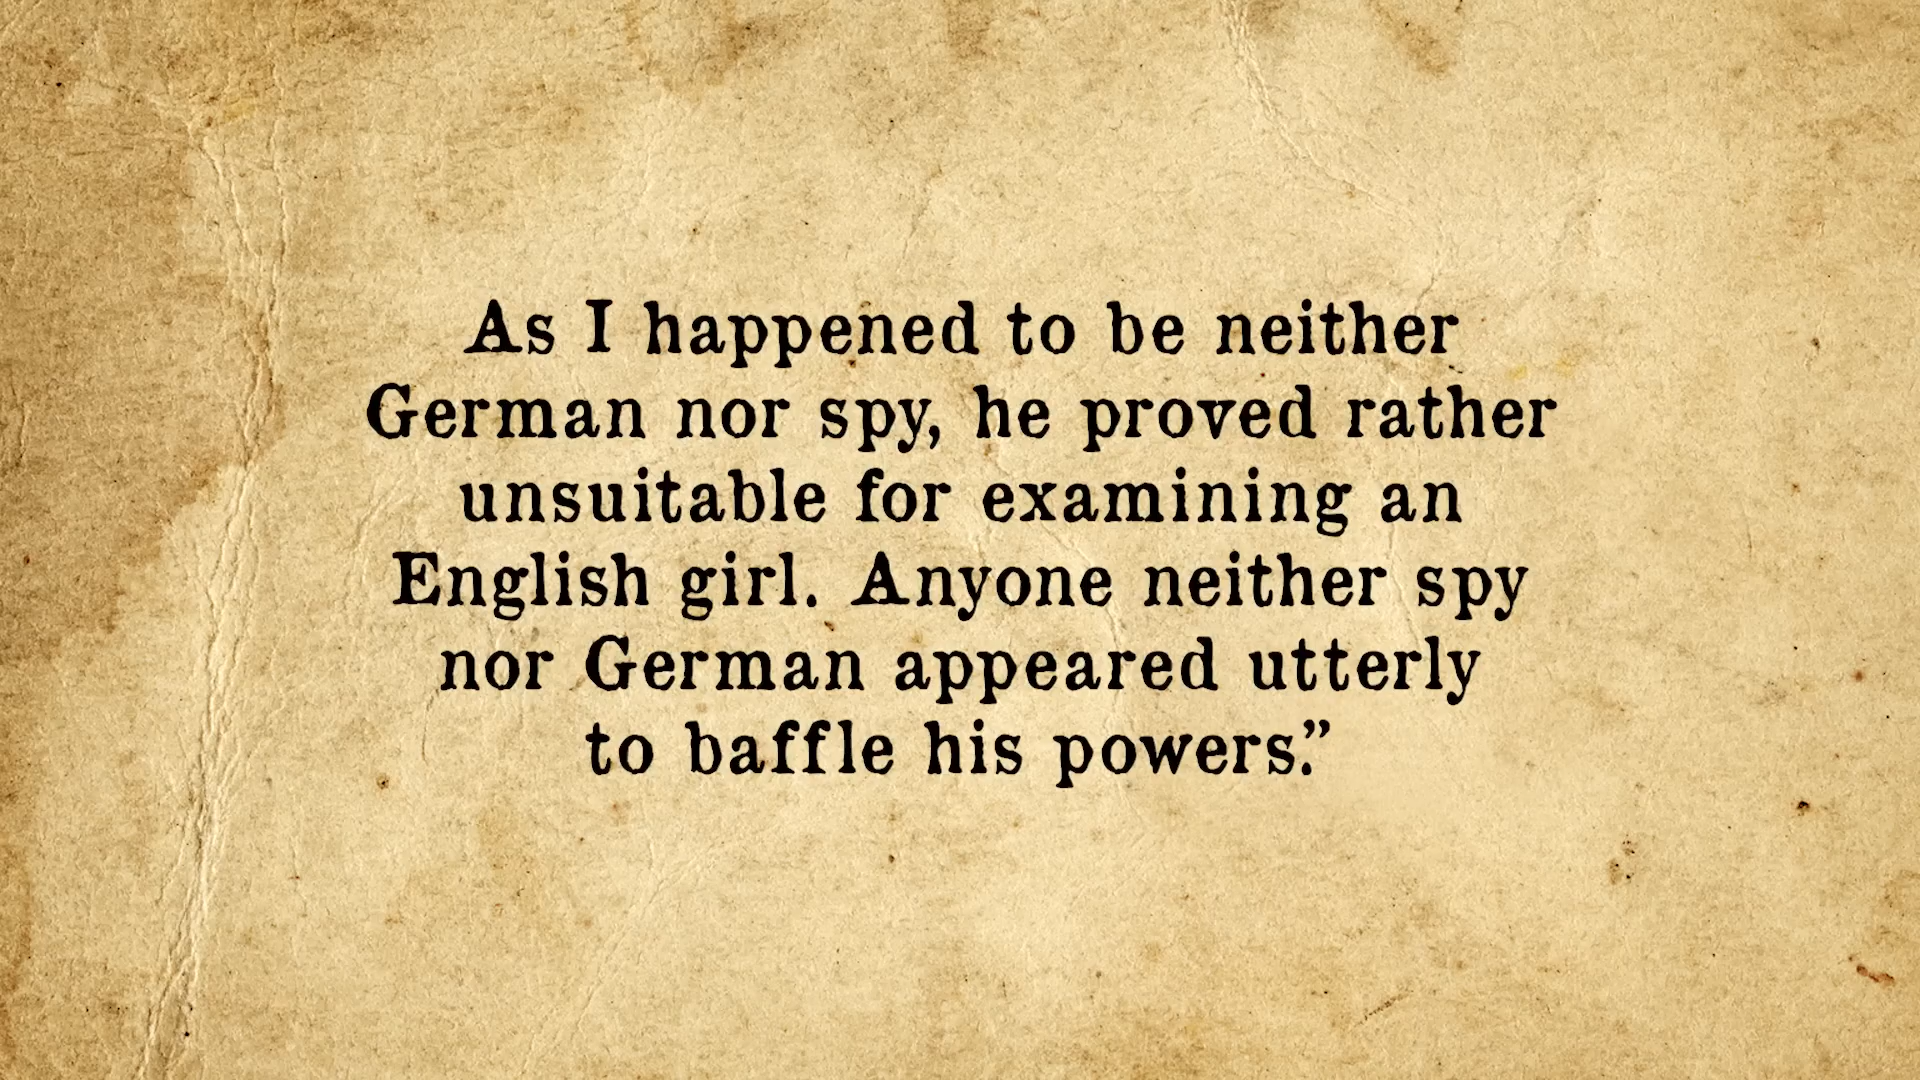 As I happened to be neither
German nor spy, he proved rather
unsuitable for examining an
English girl. Anyone neither spy
nor German appeared utterly
to baffle his powers.”